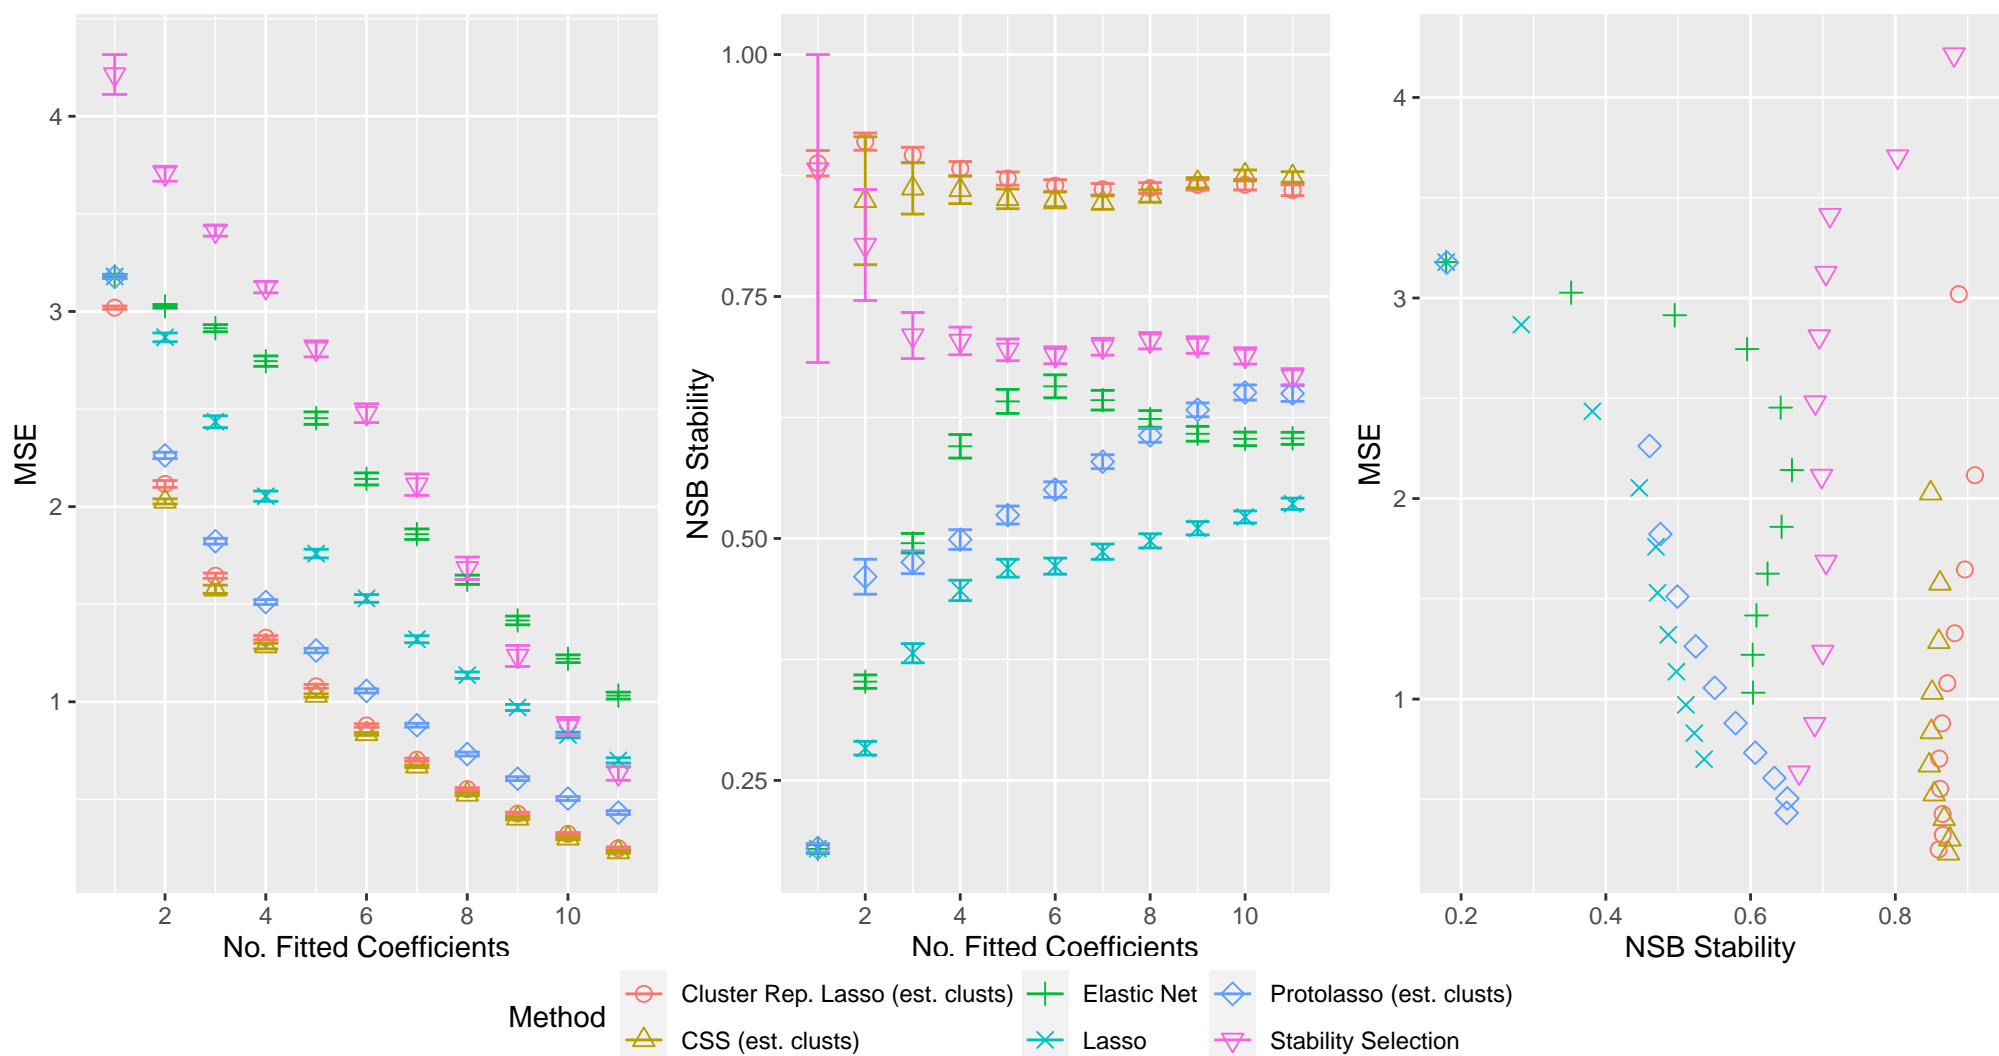 MSE
4
3
2
1
2
4
6
8
10
No. Fitted Coefficients
NSB Stability
1.00
0.75
0.50
0.25
2
4
6
8
10
No. Fitted Coefficients
MSE
4
3
2
1
0.2
0.4
0.6
0.8
NSB Stability
Method
Cluster Rep. Lasso (est. clusts)
CSS (est. clusts)
Elastic Net
Lasso
Protolasso (est. clusts)
Stability Selection